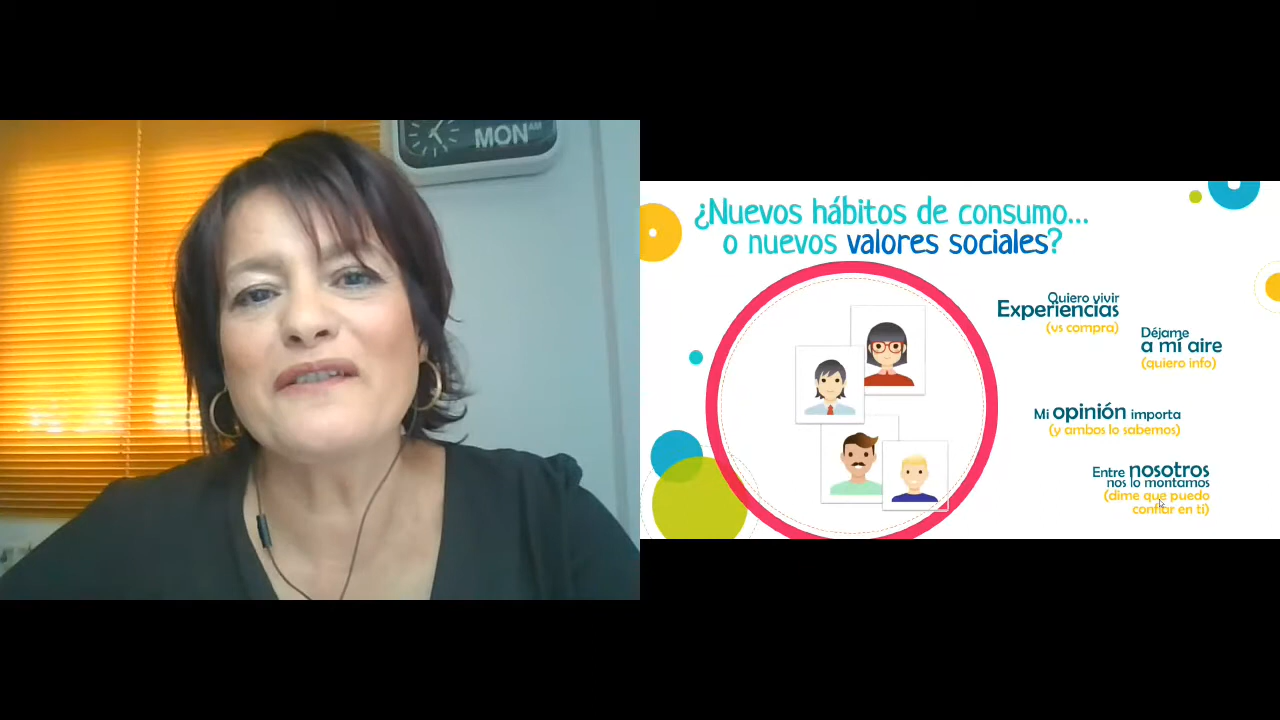 MON AM
¿Nuevos hábitos de consumo...
o nuevos valores sociales?
Quiero vivir
Experiencias
(vs compra)
Déjame
a mi aire
(quiero info)
Mi opinión importa
(y ambos lo sabemos)
Entre nosotros
nos lo montamos
(dime que puedo
confiar en ti)